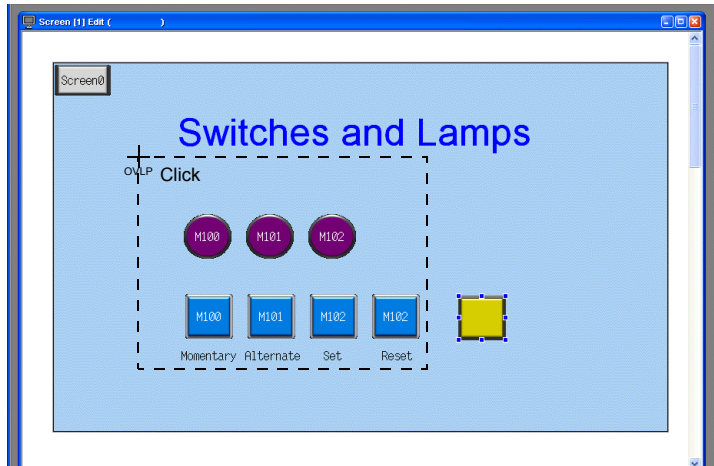 Screen [1] Edit ( )
Screen0
Switches and Lamps
OVLP Click
M100 M101 M102
M100 M101 M102 M102
Momentary Alternate Set Reset